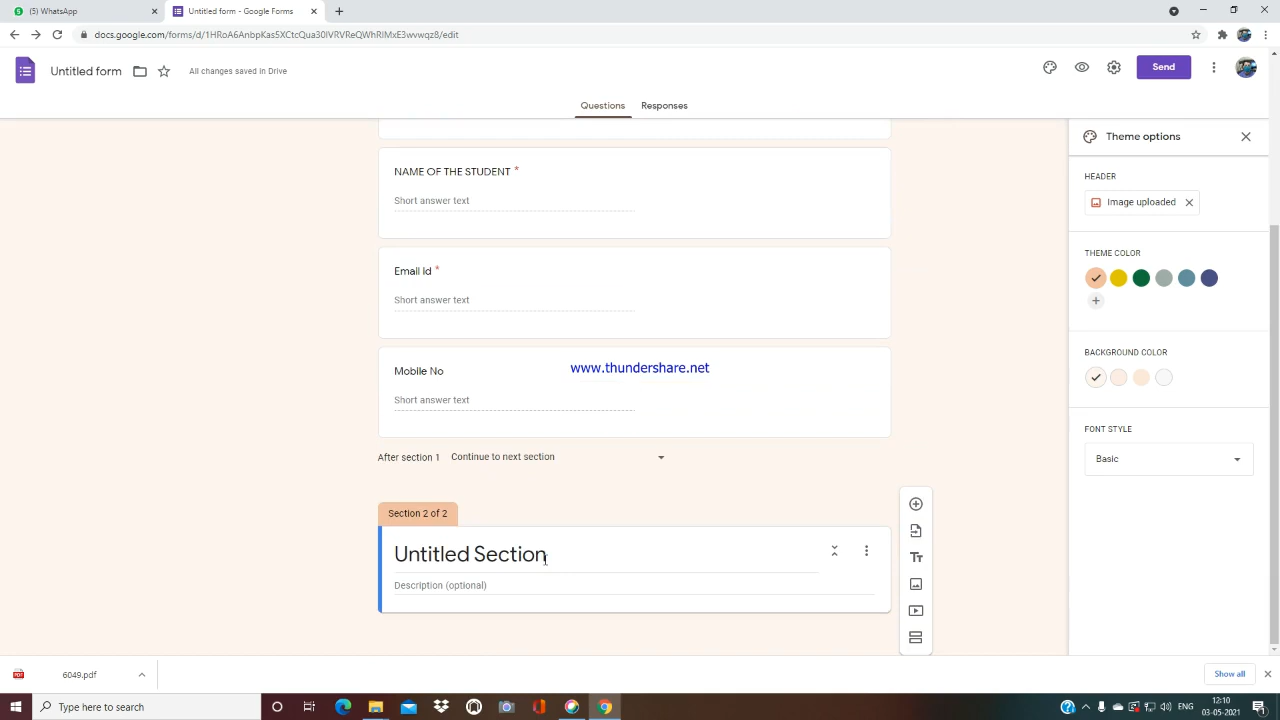 (5) WhatsApp
Untitled form - Google Forms
docs.google.com/forms/d/1HRoA6AnbpKas5XCtcQua30IVRVReQWhRlMxE3wvwqz8/edit
Untitled form
All changes saved in Drive
Send
Questions
Responses
Theme options
NAME OF THE STUDENT *
Short answer text
HEADER
Image uploaded
THEME COLOR
Email id *
Short answer text
BACKGROUND COLOR
Mobile No
www.thundershare.net
Short answer text
FONT STYLE
Basic
After section 1 Continue to next section
Section 2 of 2
Untitled Section
Description (optional)
Tт
PDF
6049.pdf
Show all
Type here to search
12:10
03-05-2021